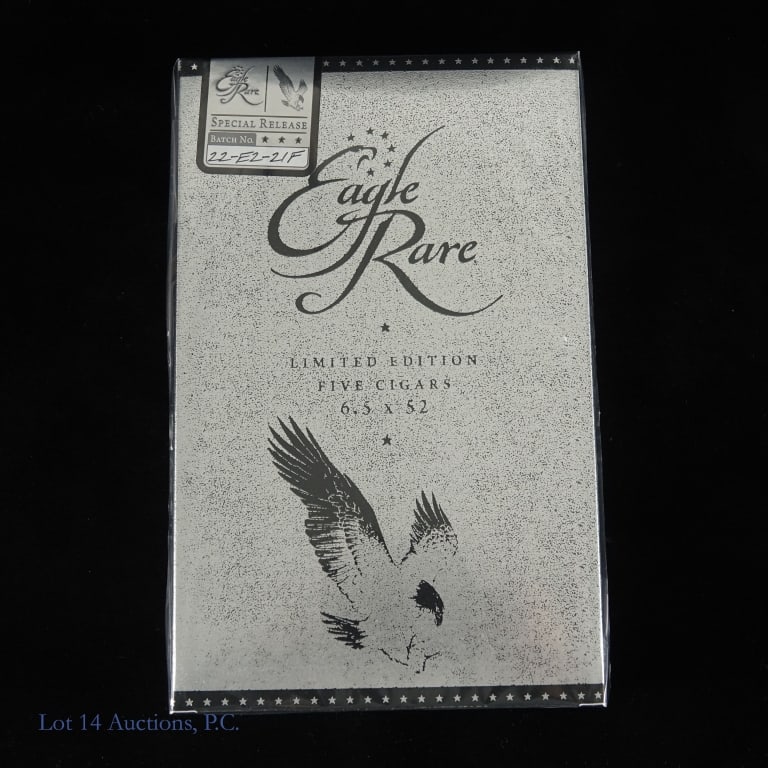 Eagle
Rare
SPECIAL RELEASE
BATCH NO.
22-E2-21F
Eagle
Rare
LIMITED EDITION
FIVE CIGARS
6.5 x 52
Lot 14 Auctions, P.C.